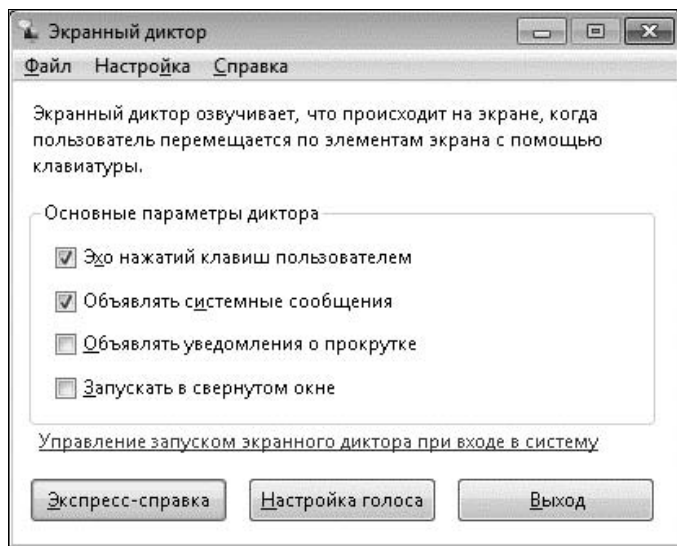 Экранный диктор
Файл Настройка Справка
Экранный диктор озвучивает, что происходит на экране, когда
пользователь перемещается по элементам экрана с помощью
клавиатуры.
Основные параметры диктора
Эхо нажатий клавиш пользователем
Объявлять системные сообщения
Объявлять уведомления о прокрутке
Запускать в свернутом окне
Управление запуском экранного диктора при входе в систему
Экспресс-справка Настройка голоса Выход